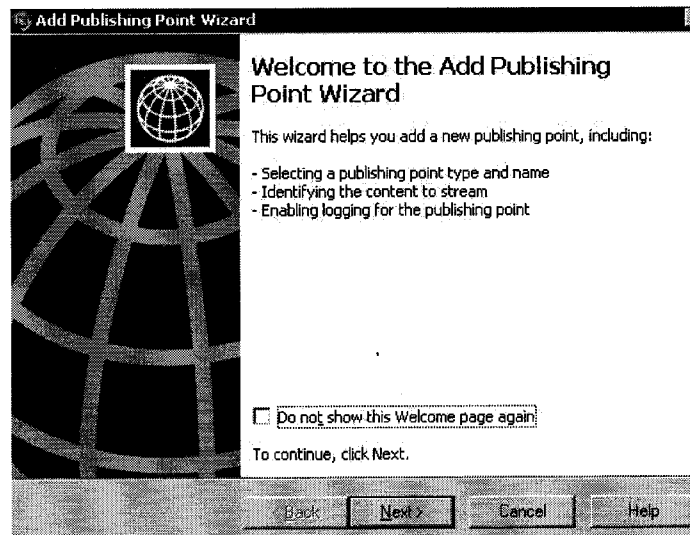 Add Publishing Point Wizard
Welcome to the Add Publishing
Point Wizard
This wizard helps you add a new publishing point, including:
- Selecting a publishing point type and name
- Identifying the content to stream
- Enabling logging for the publishing point
Do not show this Welcome page again
To continue, click Next.
Back
Next >
Cancel
Help